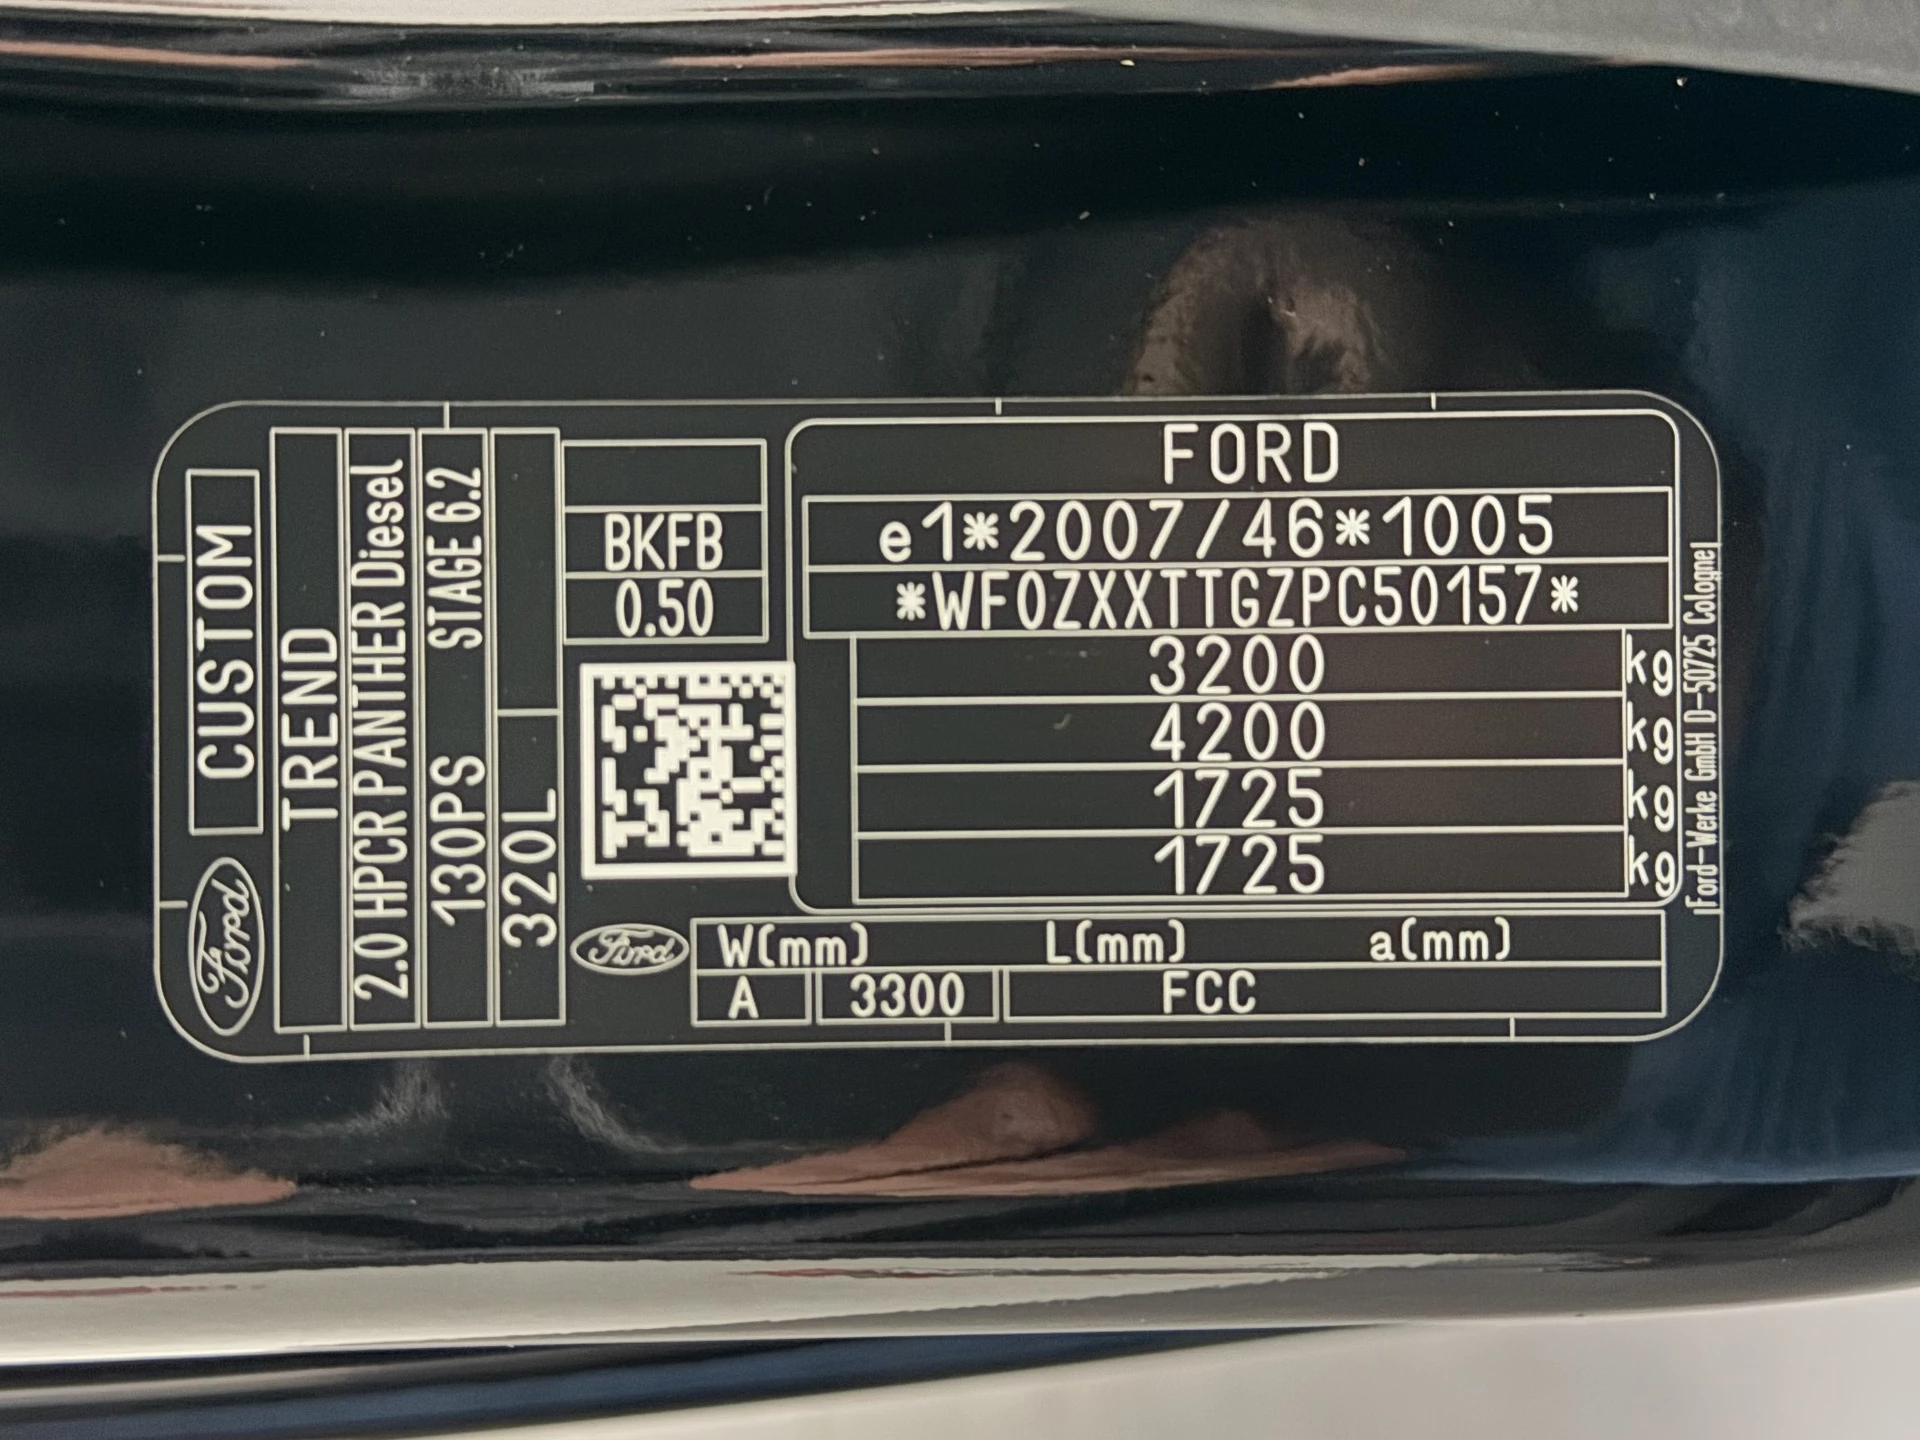 Ford
CUSTOM
TREND
2.0 HPCR PANTHER Diesel
130PS STAGE 6.2
320L
BKFB
0.50
Ford
FORD
e1*2007/46*1005
*WF0ZXXTTGZPC50157*
3200 kg
4200 kg
1725 kg
1725 kg
W(mm) L(mm) a(mm)
A 3300 FCC
Ford-Werke GmbH D-50725 Cologne